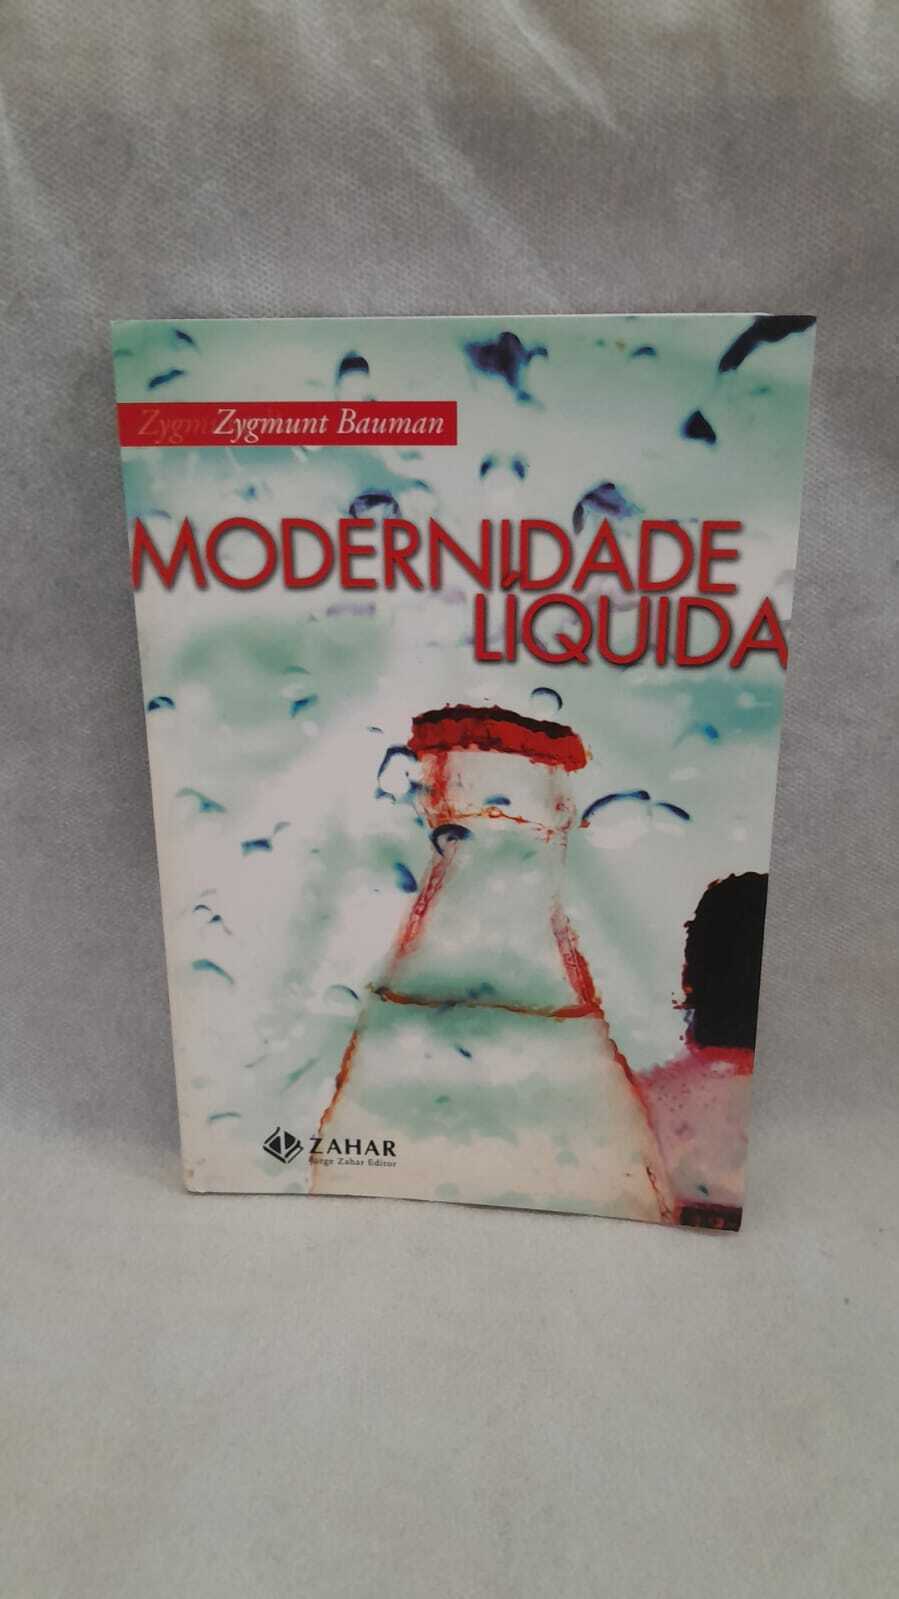 Zygm Zygmunt Bauman
MODERNIDADE
LÍQUIDA
ZAHAR
Jorge Zahar Editor